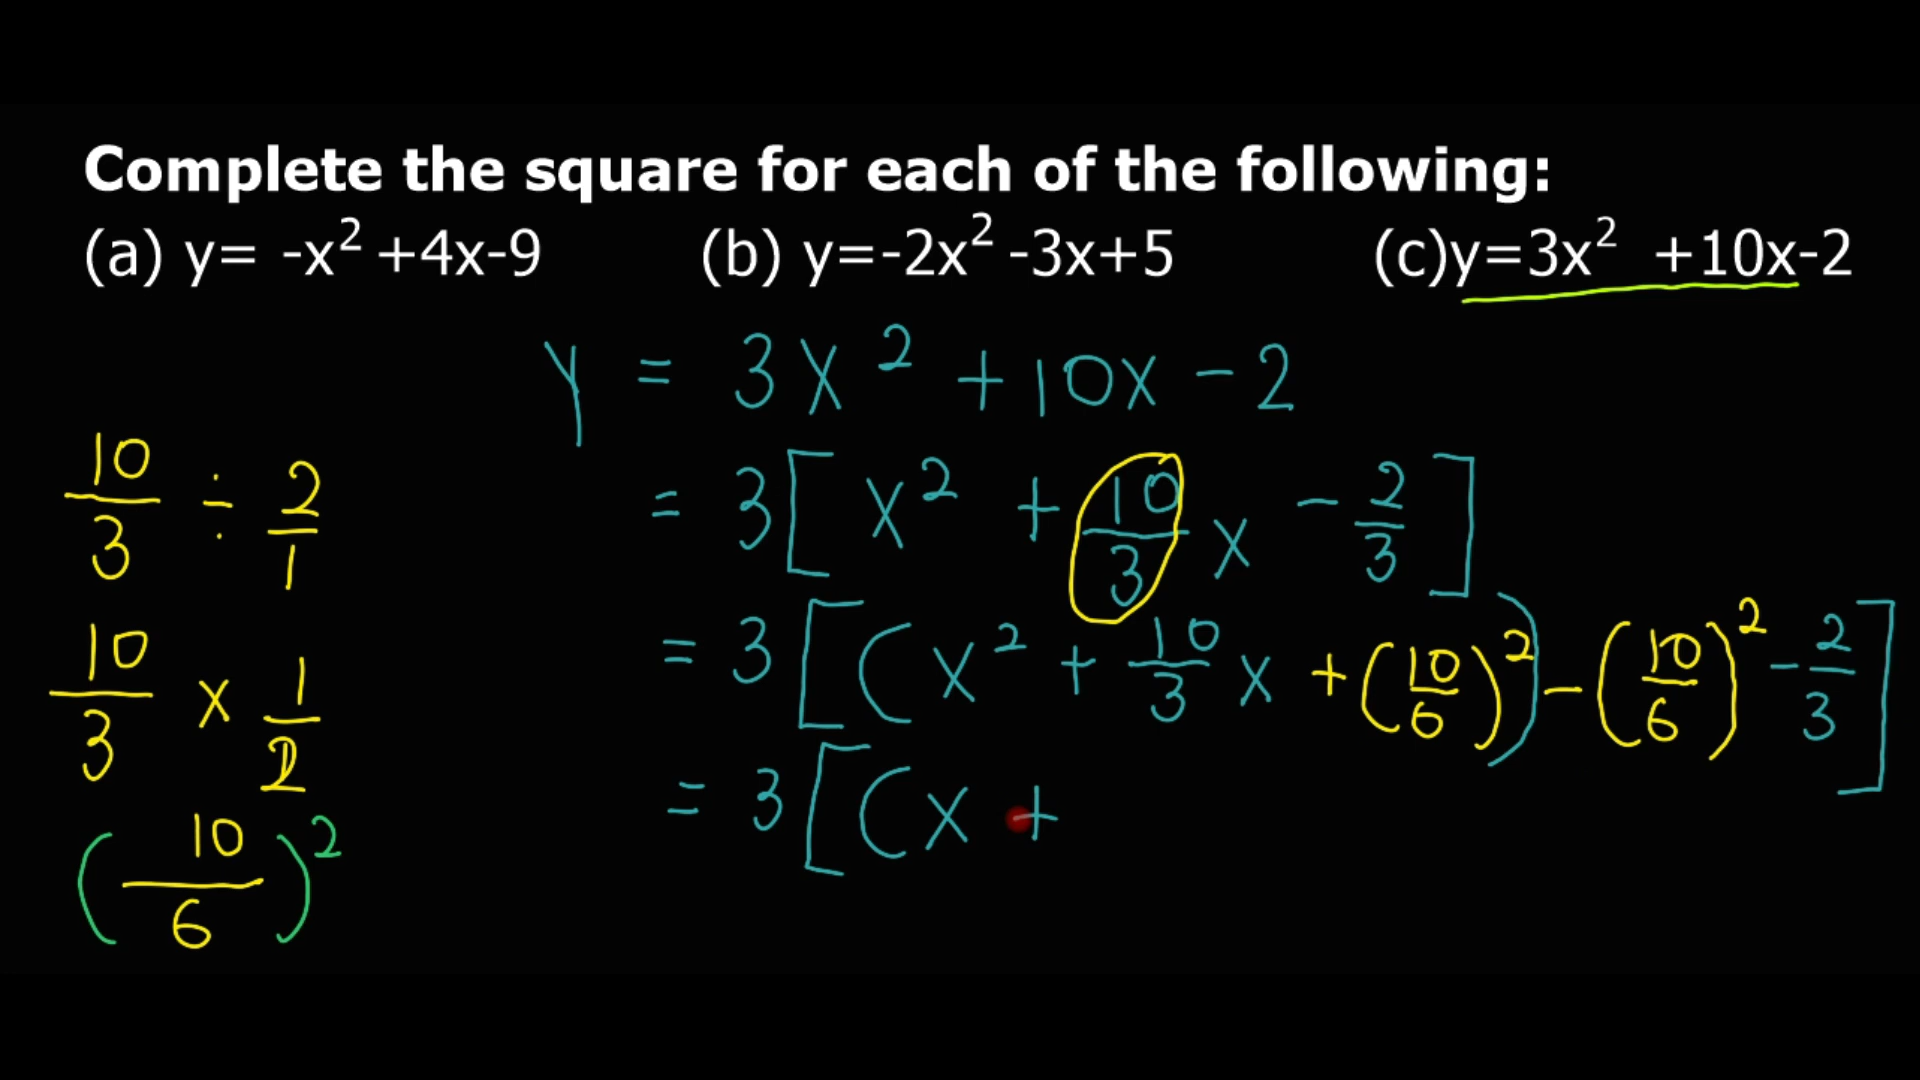 Complete the square for each of the following:
(a) y= -x² +4x-9 (b) y=-2x² -3x+5 (c)y=3x² +10x-2
y = 3x² + 10x - 2
= 3[x² + 10/3 x - 2/3]
= 3[(x² + 10/3 x + (10/6)²) - (10/6)² - 2/3]
= 3[(x +
10/3 ÷ 2/1
10/3 x 1/2
(10/6)²